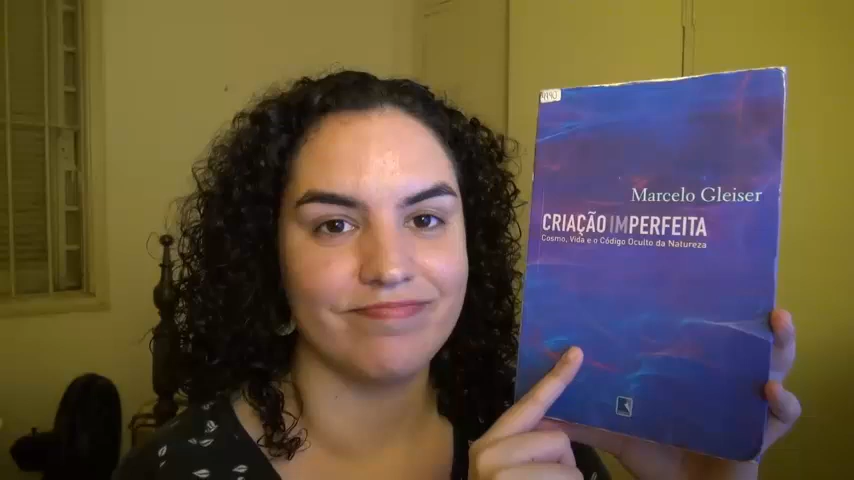 Marcelo Gleiser
CRIAÇÃO IMPERFEITA
Cosmo, Vida e o Código Oculto da Natureza